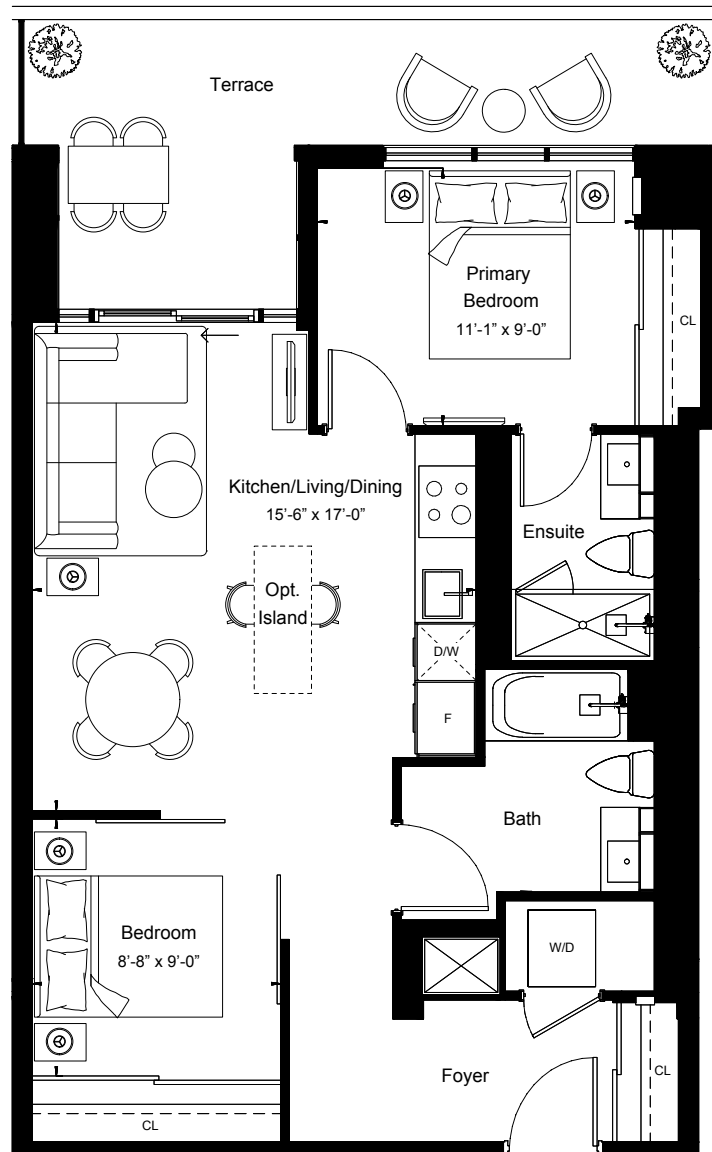 Terrace
Primary
Bedroom
11’-1” x 9’-0”
CL
Kitchen/Living/Dining
15’-6” x 17’-0”
Ensuite
Opt.
Island
D/W
F
Bath
Bedroom
8’-8” x 9’-0”
W/D
Foyer
CL
CL